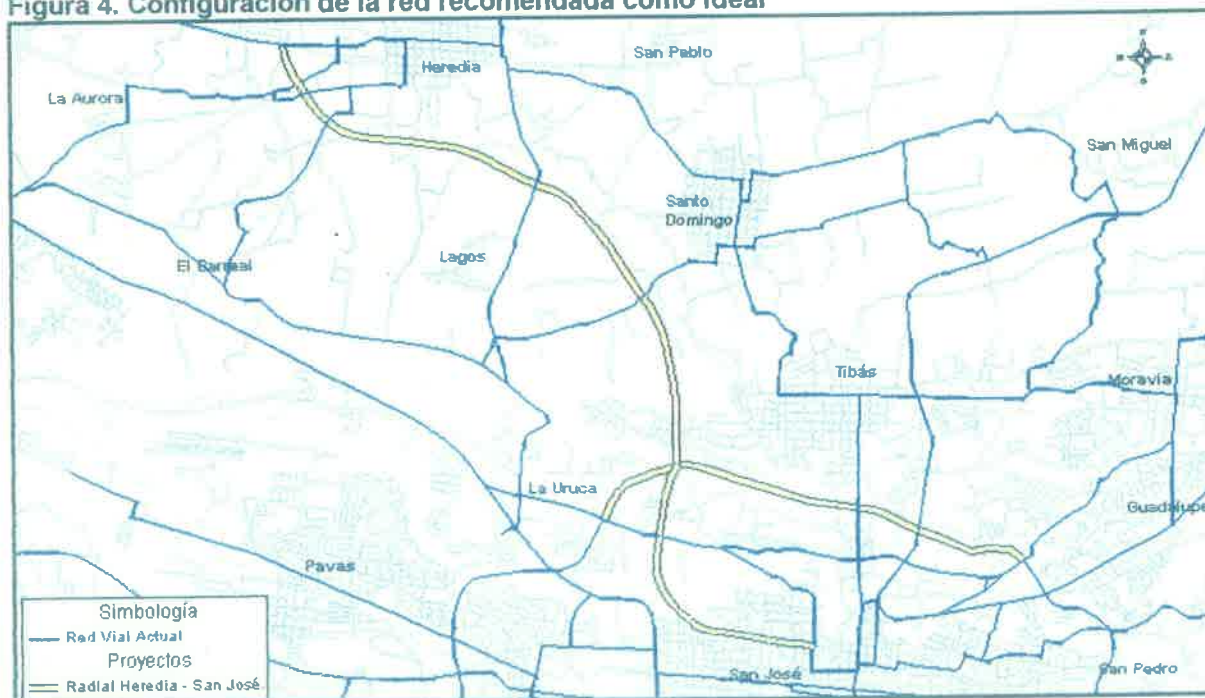 Figura 4. Configuración de la red recomendada como ideal
San Pablo
Heredia
La Aurora
San Miguel
Santo
Domingo
Lagos
El Barreal
Tibás
Moravia
La Uruca
Guadalupe
Pavas
San José
San Pedro
Simbología
Red Vial Actual
Proyectos
Radial Heredia - San José